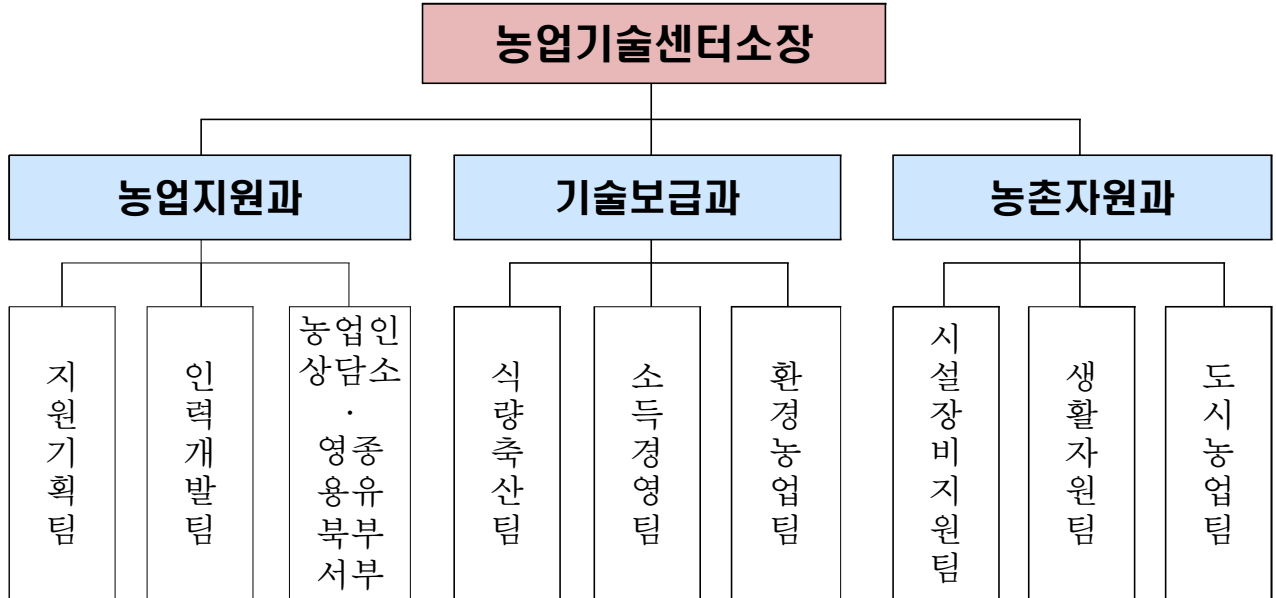 농업기술센터소장
농업지원과
기술보급과
농촌자원과
지원기획팀
인력개발팀
농업인
상담소
·
영종
용유
북부
서부
식량축산팀
소득경영팀
환경농업팀
시설장비지원팀
생활자원팀
도시농업팀